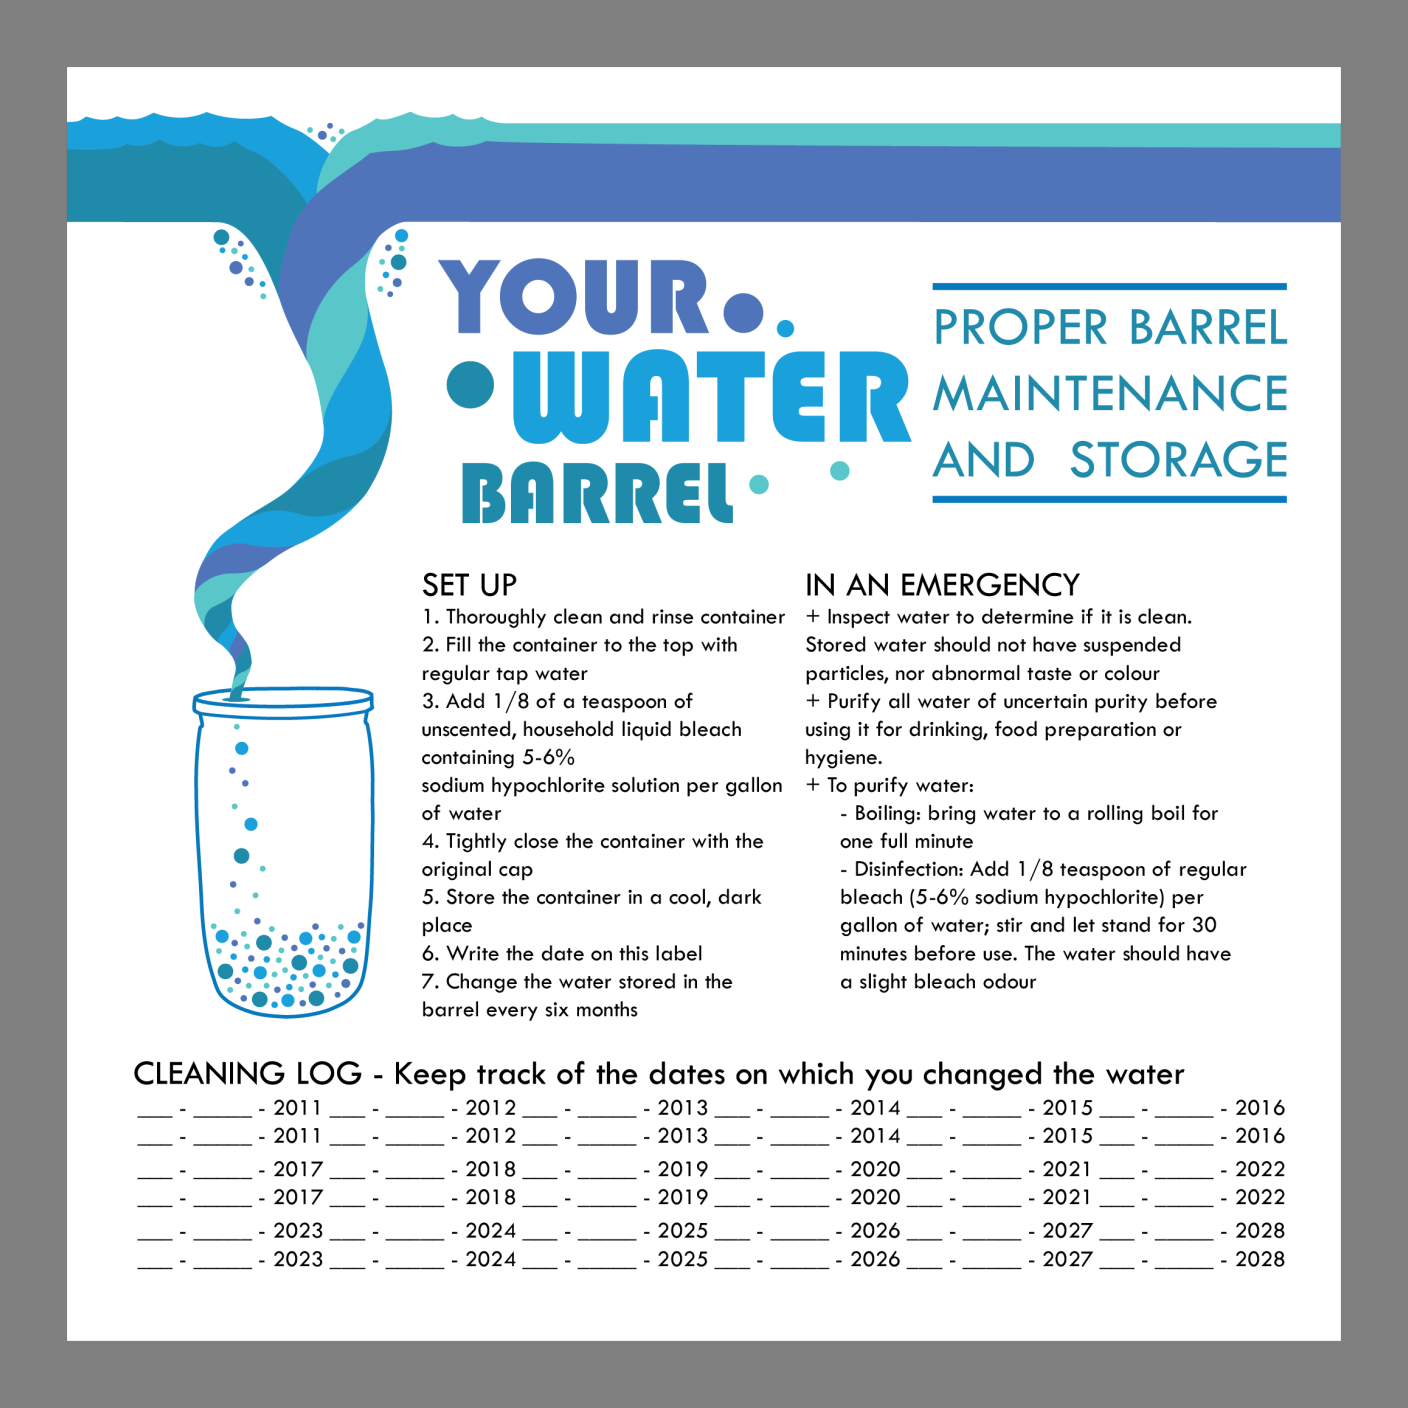 YOUR
WATER
BARREL
PROPER BARREL
MAINTENANCE
AND STORAGE
SET UP
1. Thoroughly clean and rinse container
2. Fill the container to the top with
regular tap water
3. Add 1/8 of a teaspoon of
unscented, household liquid bleach
containing 5-6%
sodium hypochlorite solution per gallon
of water
4. Tightly close the container with the
original cap
5. Store the container in a cool, dark
place
6. Write the date on this label
7. Change the water stored in the
barrel every six months
IN AN EMERGENCY
+ Inspect water to determine if it is clean.
Stored water should not have suspended
particles, nor abnormal taste or colour
+ Purify all water of uncertain purity before
using it for drinking, food preparation or
hygiene.
+ To purify water:
- Boiling: bring water to a rolling boil for
one full minute
- Disinfection: Add 1/8 teaspoon of regular
bleach (5-6% sodium hypochlorite) per
gallon of water; stir and let stand for 30
minutes before use. The water should have
a slight bleach odour
CLEANING LOG - Keep track of the dates on which you changed the water
___ - _____ - 2011 ___ - _____ - 2012 ___ - _____ - 2013 ___ - _____ - 2014 ___ - _____ - 2015 ___ - _____ - 2016
___ - _____ - 2011 ___ - _____ - 2012 ___ - _____ - 2013 ___ - _____ - 2014 ___ - _____ - 2015 ___ - _____ - 2016
___ - _____ - 2017 ___ - _____ - 2018 ___ - _____ - 2019 ___ - _____ - 2020 ___ - _____ - 2021 ___ - _____ - 2022
___ - _____ - 2017 ___ - _____ - 2018 ___ - _____ - 2019 ___ - _____ - 2020 ___ - _____ - 2021 ___ - _____ - 2022
___ - _____ - 2023 ___ - _____ - 2024 ___ - _____ - 2025 ___ - _____ - 2026 ___ - _____ - 2027 ___ - _____ - 2028
___ - _____ - 2023 ___ - _____ - 2024 ___ - _____ - 2025 ___ - _____ - 2026 ___ - _____ - 2027 ___ - _____ - 2028